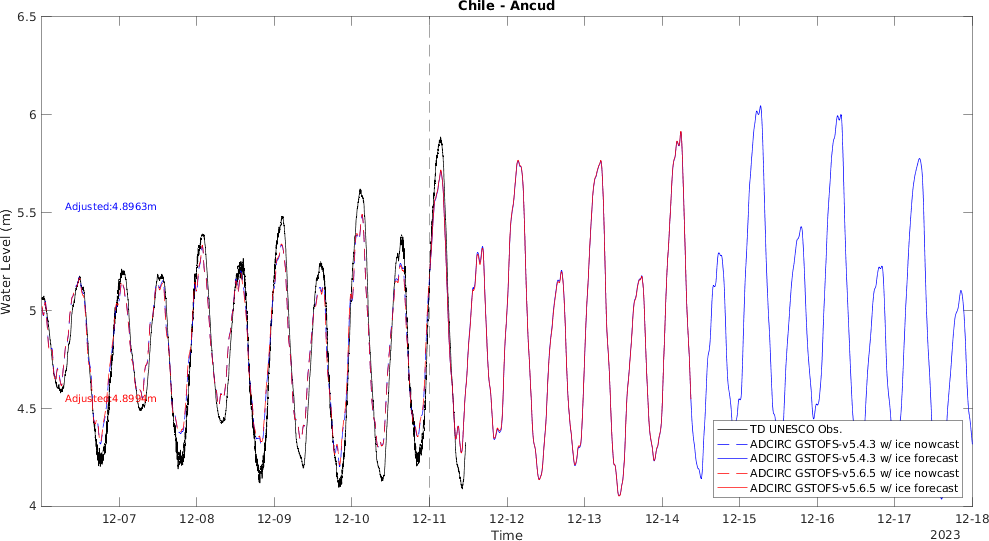 Chile - Ancud
6.5
6
5.5
5
4.5
4
Water Level (m)
Adjusted:4.8963m
Adjusted:4.8994m
TD UNESCO Obs.
ADCIRC GSTOFS-v5.4.3 w/ ice nowcast
ADCIRC GSTOFS-v5.4.3 w/ ice forecast
ADCIRC GSTOFS-v5.6.5 w/ ice nowcast
ADCIRC GSTOFS-v5.6.5 w/ ice forecast
12-07 12-08 12-09 12-10 12-11 12-12 12-13 12-14 12-15 12-16 12-17 12-18
Time
2023